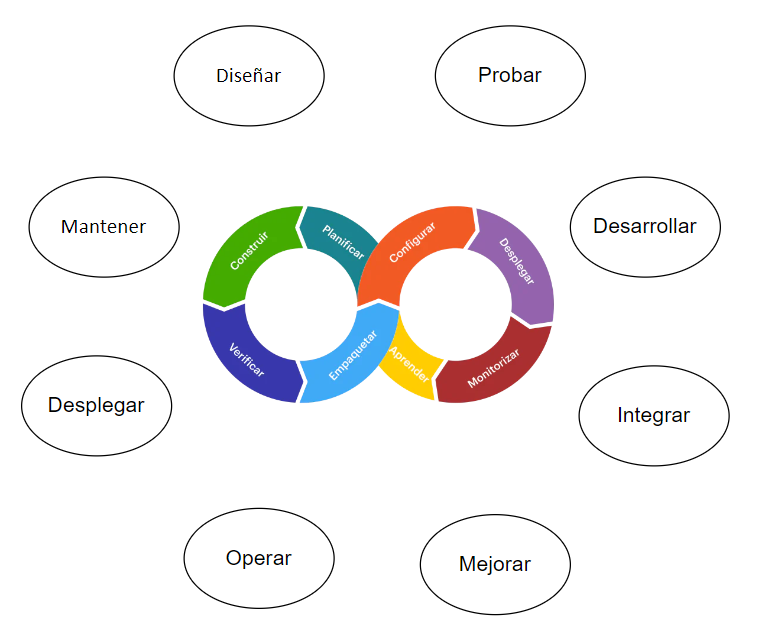 Diseñar
Probar
Mantener
Desarrollar
Construir
Planificar
Configurar
Desplegar
Verificar
Empaquetar
Aprender
Monitorizar
Desplegar
Integrar
Operar
Mejorar